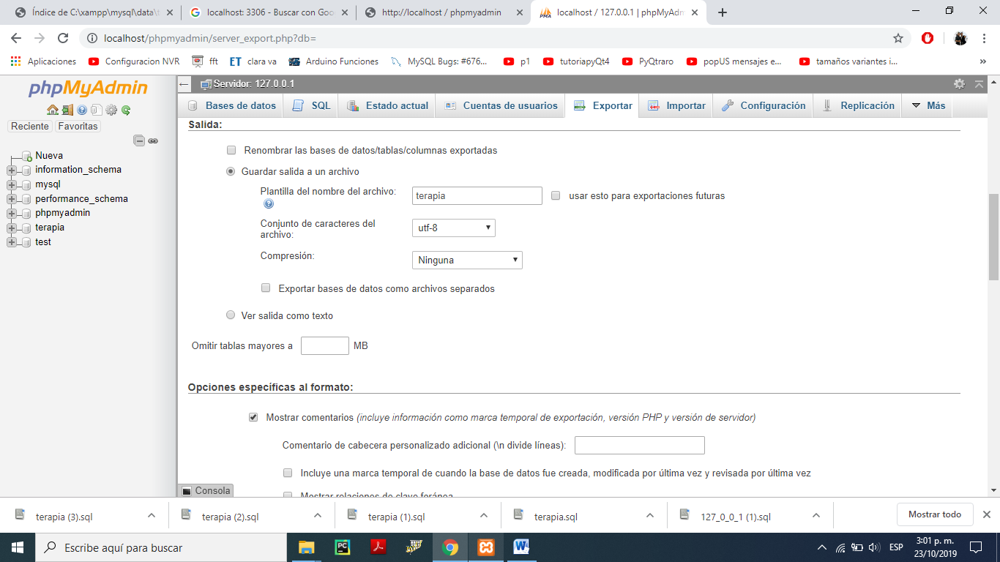 Índice de C:\xampp\mysql\data\t
localhost: 3306 - Buscar con Goo
http://localhost / phpmyadmin
localhost / 127.0.0.1 | phpMyAdm
localhost/phpmyadmin/server_export.php?db=
Aplicaciones
Configuracion NVR
fft
ET clara va
Arduino Funciones
MySQL Bugs: #676...
p1
tutoriapyQt4
PyQtraro
popUS mensajes e...
tamaños variantes i...
»
phpMyAdmin
Reciente
Favoritas
Nueva
information_schema
mysql
performance_schema
phpmyadmin
terapia
test
Servidor: 127.0.0.1
Bases de datos
SQL
Estado actual
Cuentas de usuarios
Exportar
Importar
Configuración
Replicación
Más
Salida:
Renombrar las bases de datos/tablas/columnas exportadas
Guardar salida a un archivo
Plantilla del nombre del archivo:
terapia
usar esto para exportaciones futuras
Conjunto de caracteres del
archivo:
utf-8
Compresión:
Ninguna
Exportar bases de datos como archivos separados
Ver salida como texto
Omitir tablas mayores a
MB
Opciones específicas al formato:
Mostrar comentarios (incluye información como marca temporal de exportación, versión PHP y versión de servidor)
Comentario de cabecera personalizado adicional (\n divide líneas):
Incluye una marca temporal de cuando la base de datos fue creada, modificada por última vez y revisada por última vez
Mostrar relaciones de clave foránea
Consola
terapia (3).sql
terapia (2).sql
terapia (1).sql
terapia.sql
127_0_0_1 (1).sql
Mostrar todo
Escribe aquí para buscar
ESP
3:01 p. m.
23/10/2019